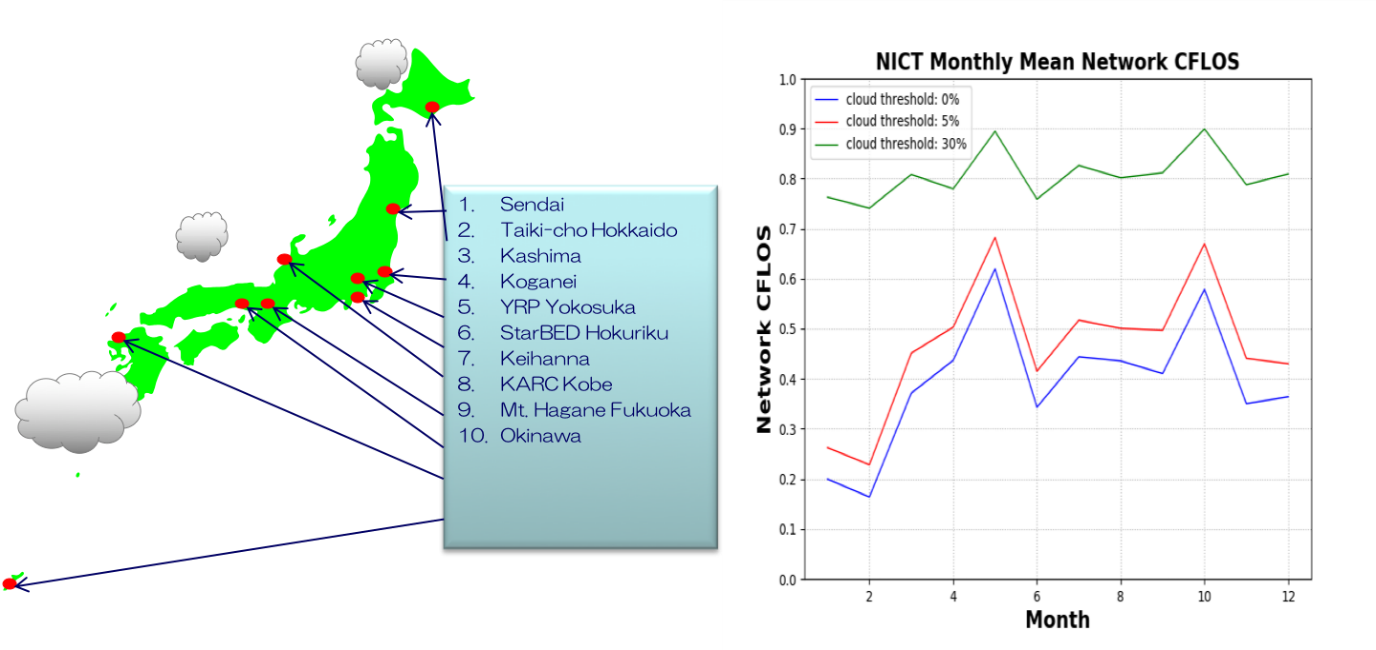 1. Sendai
2. Taiki-cho Hokkaido
3. Kashima
4. Koganei
5. YRP Yokosuka
6. StarBED Hokuriku
7. Keihanna
8. KARC Kobe
9. Mt. Hagane Fukuoka
10. Okinawa
NICT Monthly Mean Network CFLOS
cloud threshold: 0%
cloud threshold: 5%
cloud threshold: 30%
Network CFLOS
1.0
0.9
0.8
0.7
0.6
0.5
0.4
0.3
0.2
0.1
0.0
2 4 6 8 10 12
Month